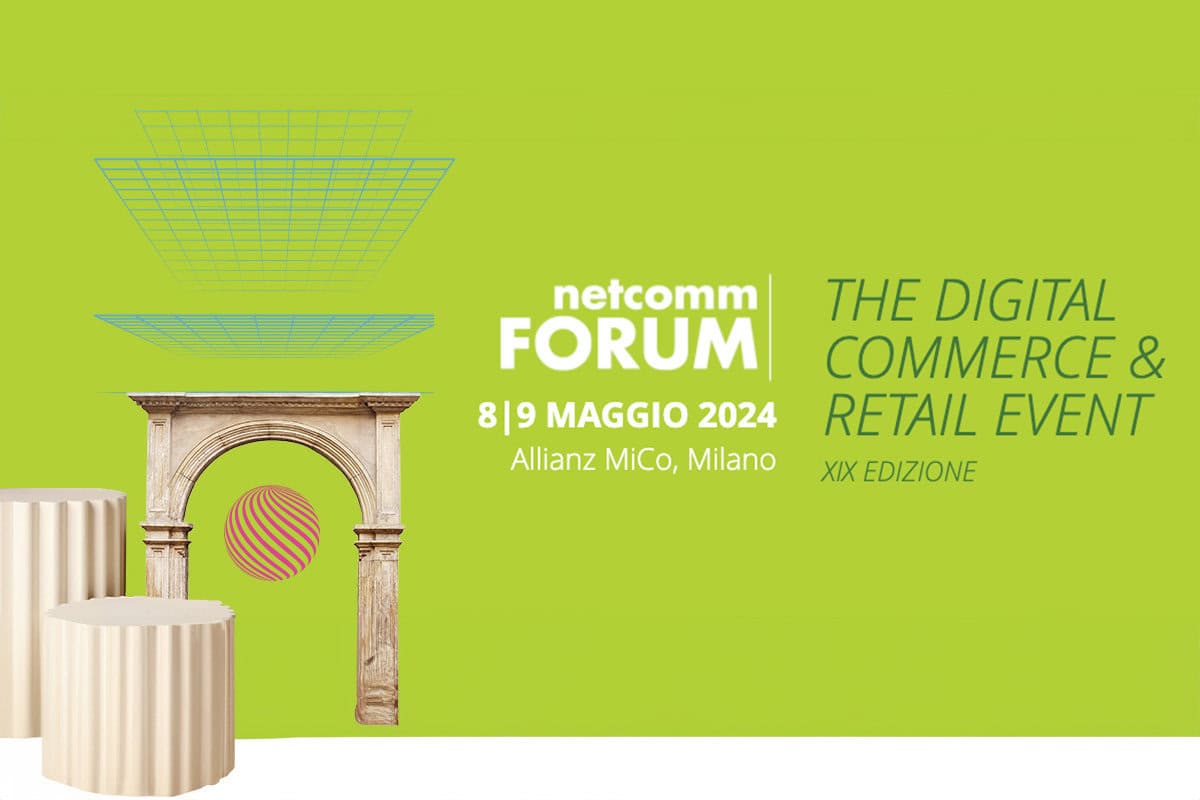 netcomm
FORUM
8|9 MAGGIO 2024
Allianz MiCo, Milano
THE DIGITAL
COMMERCE &
RETAIL EVENT
XIX EDIZIONE